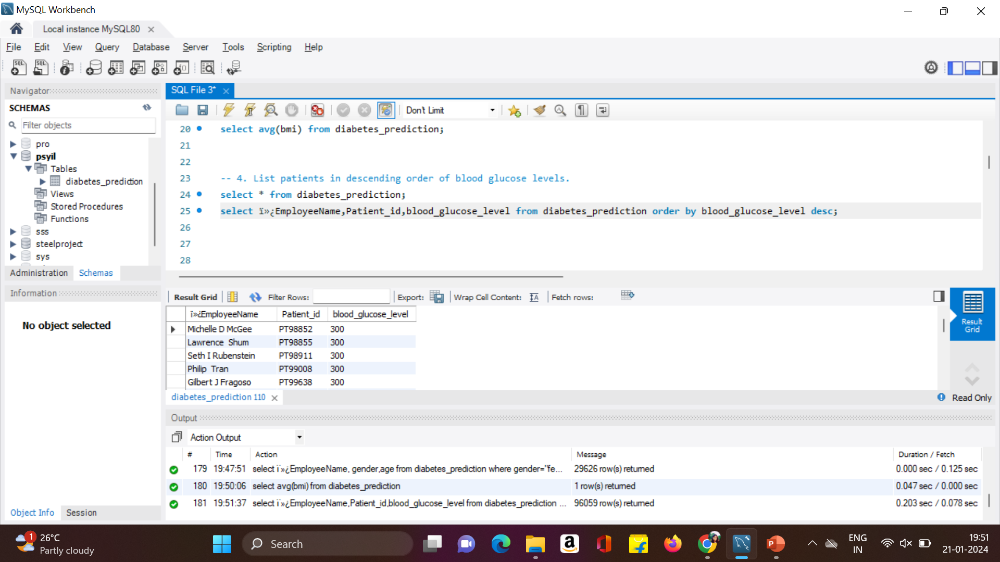 MySQL Workbench
Local instance MySQL80
File Edit View Query Database Server Tools Scripting Help
Navigator
SCHEMAS
Filter objects
pro
psyil
Tables
diabetes_prediction
Views
Stored Procedures
Functions
sss
steelproject
sys
Administration Schemas
Information
No object selected
Object Info Session
SQL File 3*
Don't Limit
20 select avg(bmi) from diabetes_prediction;
21
22
23 -- 4. List patients in descending order of blood glucose levels.
24 select * from diabetes_prediction;
25 select ï»¿EmployeeName,Patient_id,blood_glucose_level from diabetes_prediction order by blood_glucose_level desc;
26
27
28
Result Grid Filter Rows: Export: Wrap Cell Content: Fetch rows:
ï»¿EmployeeName Patient_id blood_glucose_level
Michelle D McGee PT98852 300
Lawrence Shum PT98855 300
Seth I Rubenstein PT98911 300
Philip Tran PT99008 300
Gilbert J Fragoso PT99638 300
Result
Grid
diabetes_prediction 110
Read Only
Output
Action Output
# Time Action Message Duration / Fetch
179 19:47:51 select ï»¿EmployeeName, gender,age from diabetes_prediction where gender="fe... 29626 row(s) returned 0.000 sec / 0.125 sec
180 19:50:06 select avg(bmi) from diabetes_prediction 1 row(s) returned 0.047 sec / 0.000 sec
181 19:51:37 select ï»¿EmployeeName,Patient_id,blood_glucose_level from diabetes_prediction ... 96059 row(s) returned 0.203 sec / 0.078 sec
1
26°C
Partly cloudy
Search
ENG
IN
19:51
21-01-2024